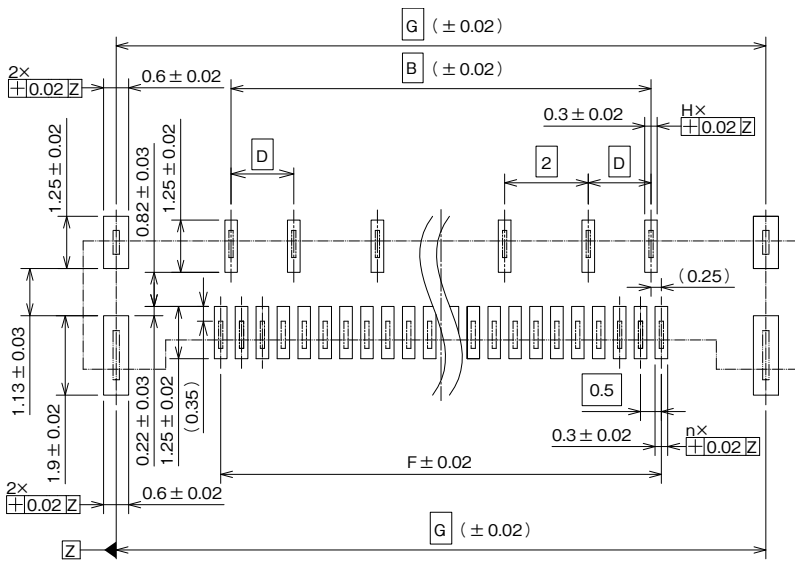 G (±0.02)
B (±0.02)
2×
⌖ 0.02 Z
0.6±0.02
0.3±0.02
H×
⌖ 0.02 Z
1.25±0.02
0.82±0.03
1.25±0.02
D
2
D
(0.25)
1.13±0.03
1.9±0.02
0.22±0.03
1.25±0.02
(0.35)
0.5
0.3±0.02
n×
⌖ 0.02 Z
F±0.02
2×
⌖ 0.02 Z
0.6±0.02
G (±0.02)
Z